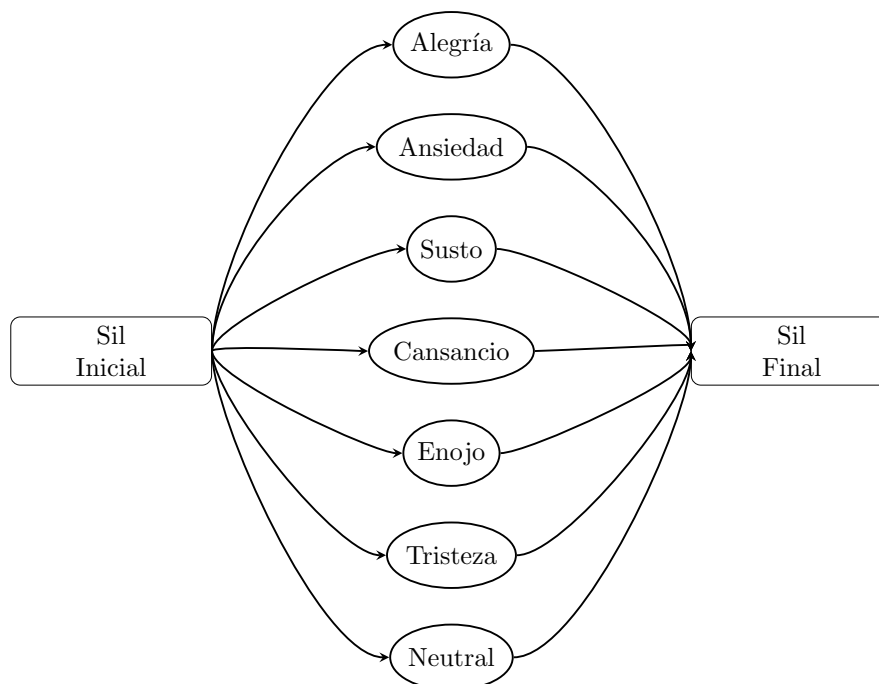 Alegría
Ansiedad
Susto
Sil
Inicial
Cansancio
Sil
Final
Enojo
Tristeza
Neutral